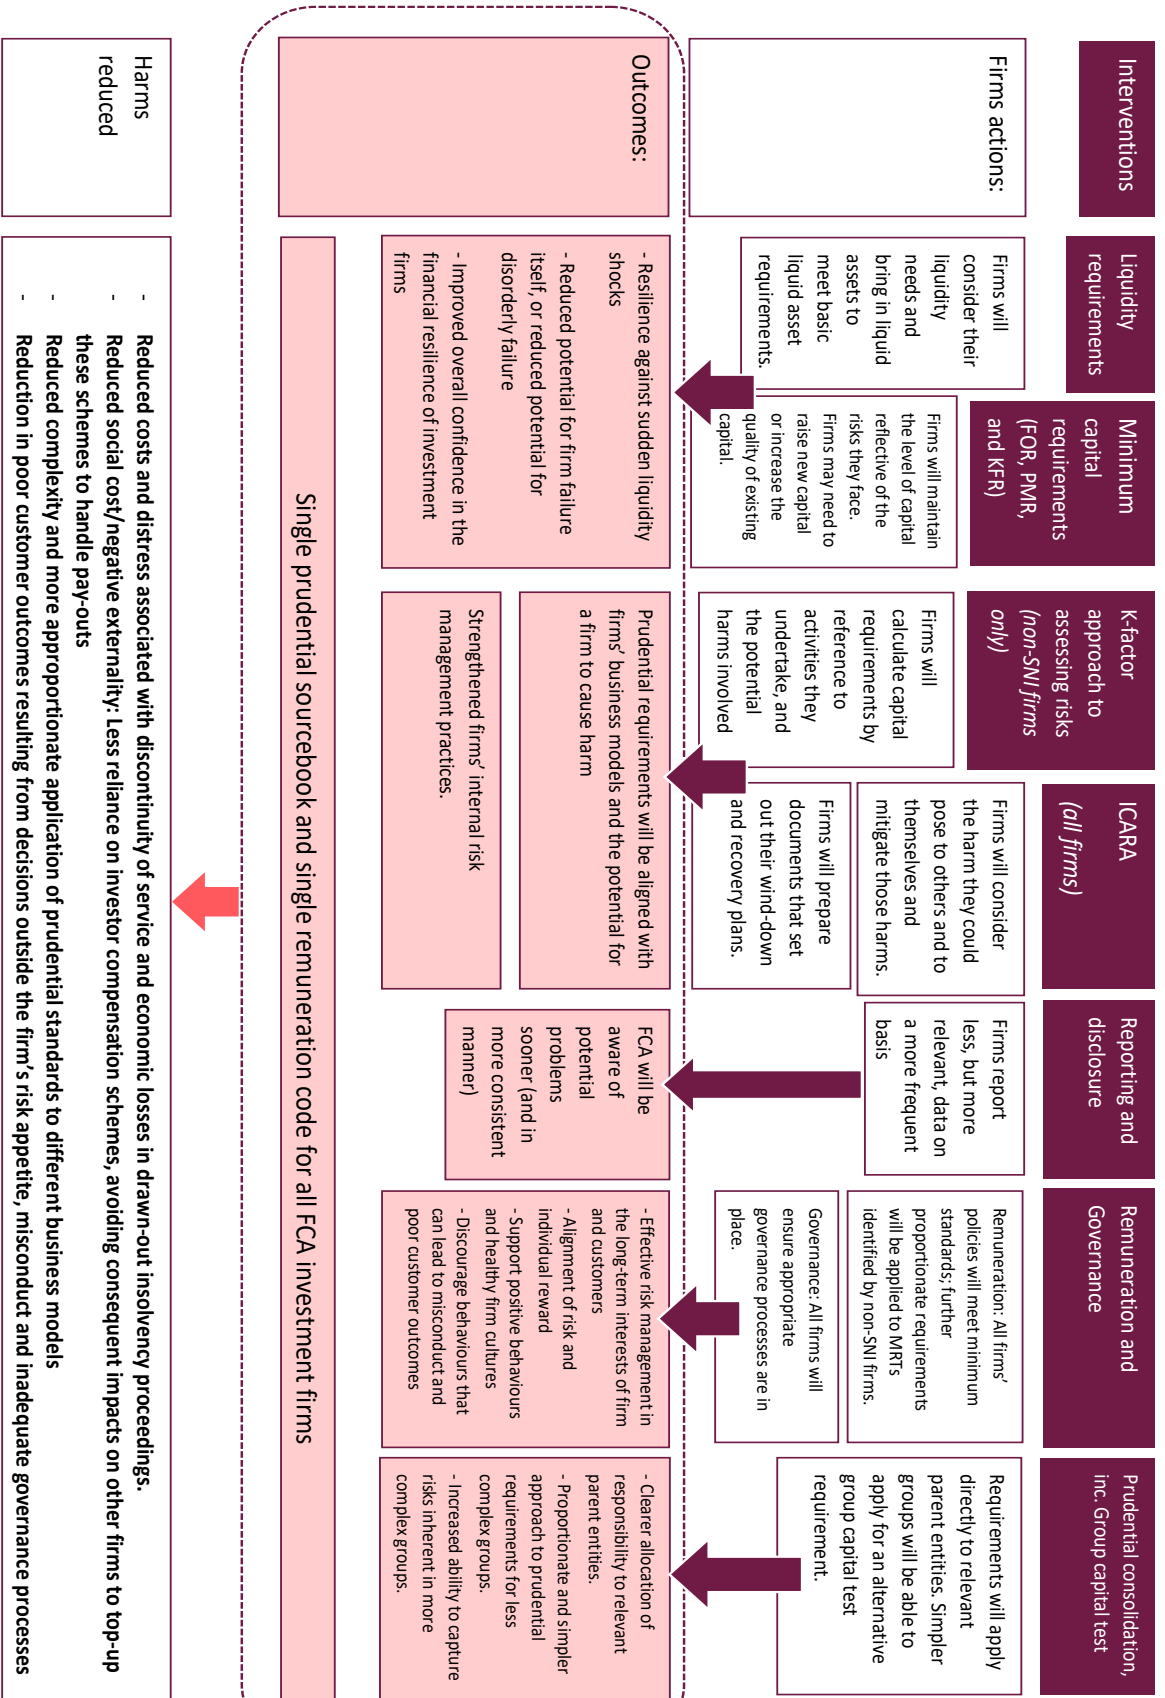 Interventions
Liquidity
requirements
Minimum
capital
requirements
(FOR, PMR,
and KFR)
K-factor
approach to
assessing risks
(non-SNI firms
only)
ICARA
(all firms)
Reporting and
disclosure
Remuneration and
Governance
Prudential consolidation,
inc. Group capital test
Firms actions:
Firms will
consider their
liquidity
needs and
bring in liquid
assets to
meet basic
liquid asset
requirements.
Firms will maintain
the level of capital
reflective of the
risks they face.
Firms may need to
raise new capital
or increase the
quality of existing
capital.
Firms will
calculate capital
requirements by
reference to
activities they
undertake, and
the potential
harms involved
Firms will consider
the harm they could
pose to others and to
themselves and
mitigate those harms.
Firms will prepare
documents that set
out their wind-down
and recovery plans.
Firms report
less, but more
relevant, data on
a more frequent
basis
Remuneration: All firms'
policies will meet minimum
standards; further
proportionate requirements
will be applied to MRTs
identified by non-SNI firms.
Governance: All firms will
ensure appropriate
governance processes are in
place.
Requirements will apply
directly to relevant
parent entities. Simpler
groups will be able to
apply for an alternative
group capital test
requirement.
Outcomes:
- Resilience against sudden liquidity
shocks
- Reduced potential for firm failure
itself, or reduced potential for
disorderly failure
- Improved overall confidence in the
financial resilience of investment
firms
Prudential requirements will be aligned with
firms' business models and the potential for
a firm to cause harm
Strengthened firms' internal risk
management practices.
FCA will be
aware of
potential
problems
sooner (and in
more consistent
manner)
- Effective risk management in
the long-term interests of firm
and customers
- Alignment of risk and
individual reward
- Support positive behaviours
and healthy firm cultures
- Discourage behaviours that
can lead to misconduct and
poor customer outcomes
- Clearer allocation of
responsibility to relevant
parent entities.
- Proportionate and simpler
approach to prudential
requirements for less
complex groups.
- Increased ability to capture
risks inherent in more
complex groups.
Single prudential sourcebook and single remuneration code for all FCA investment firms
Harms
reduced
- Reduced costs and distress associated with discontinuity of service and economic losses in drawn-out insolvency proceedings.
- Reduced social cost/negative externality: Less reliance on investor compensation schemes, avoiding consequent impacts on other firms to top-up
these schemes to handle pay-outs
- Reduced complexity and more appropriate application of prudential standards to different business models
- Reduction in poor customer outcomes resulting from decisions outside the firm's risk appetite, misconduct and inadequate governance processes